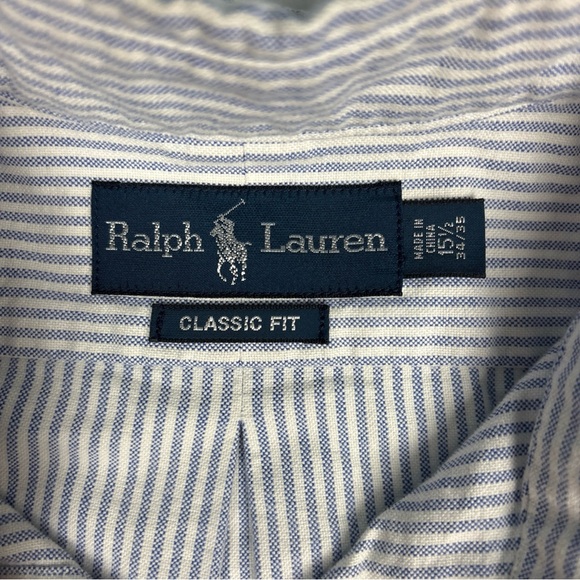 Ralph Lauren
CLASSIC FIT
MADE IN
CHINA
15½
34/35